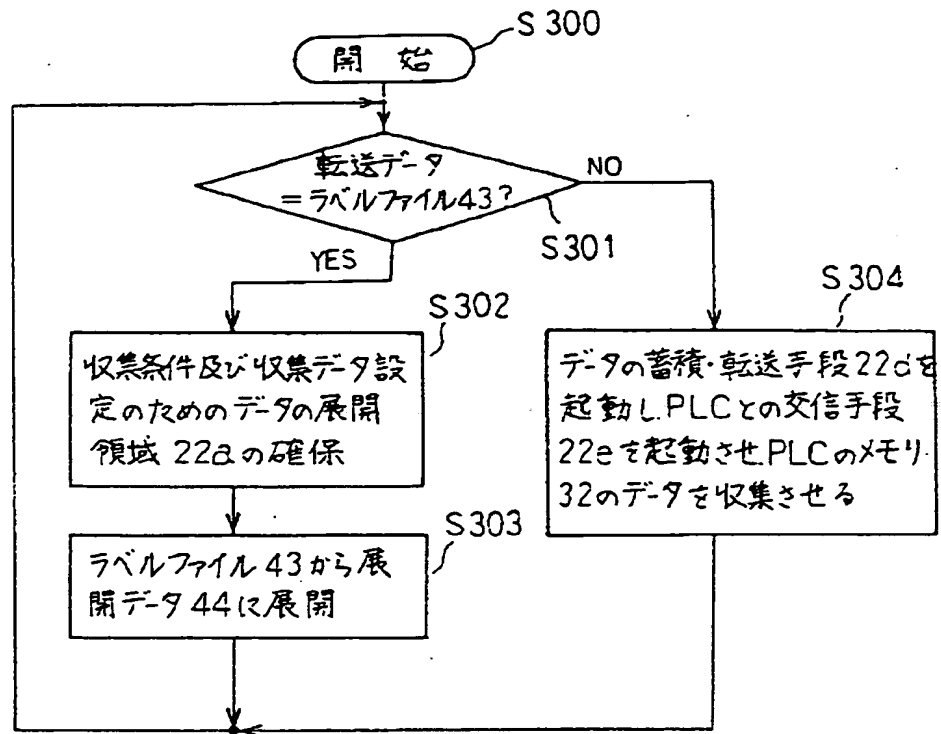 S300
開始
転送データ
=ラベルファイル43?
NO
S301
YES
S302
S304
収集条件及び収集データ設
定のためのデータの展開
領域 22aの確保
データの蓄積・転送手段22dを
起動し、PLCとの交信手段
22eを起動させ、PLCのメモリ
32のデータを収集させる
S303
ラベルファイル43から展
開データ44に展開